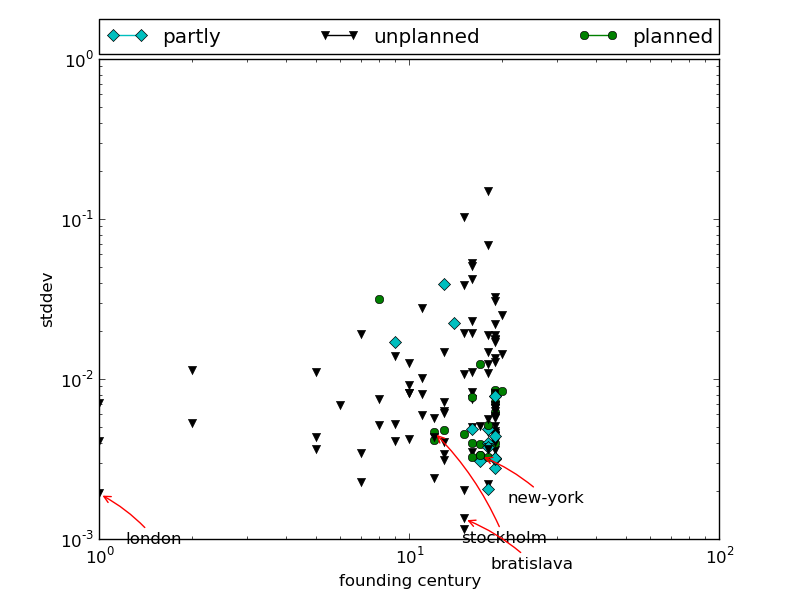 partly unplanned planned
10^0
10^-1
10^-2
10^-3
stddev
new-york
london
stockholm
bratislava
10^0 10^1 10^2
founding century